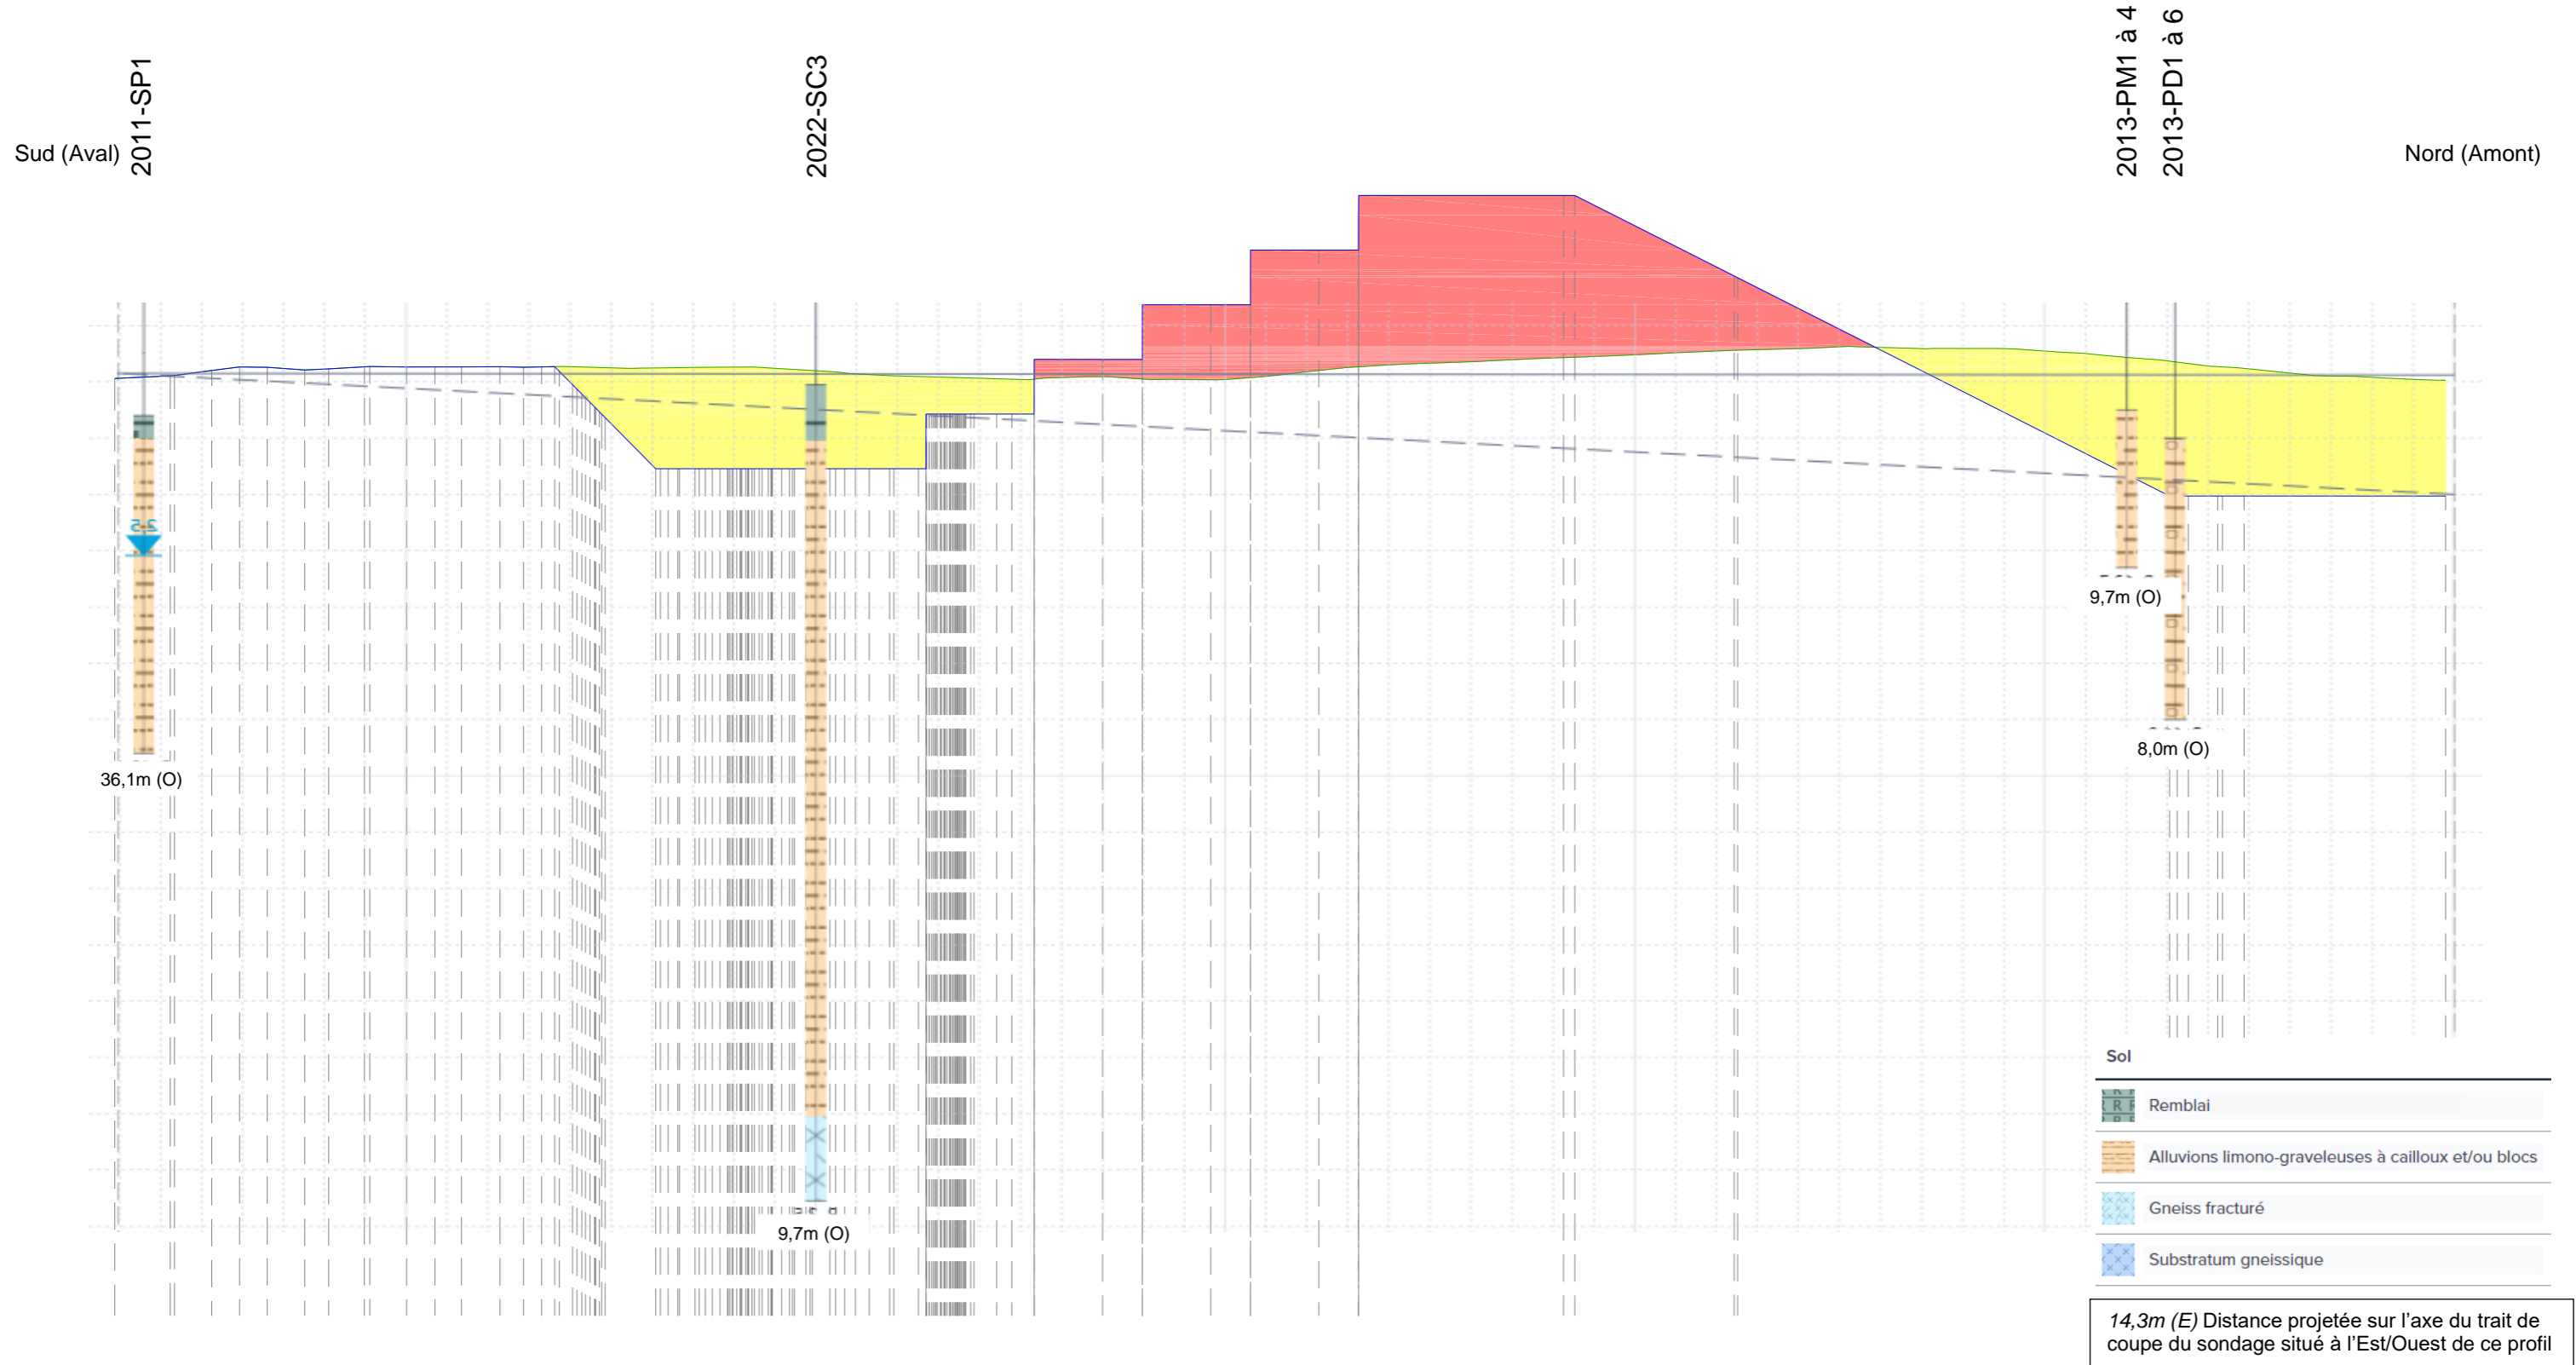 2011-SP1
2022-SC3
2013-PM1 à 4
2013-PD1 à 6
Sud (Aval)
Nord (Amont)
9,7m (O)
8,0m (O)
36,1m (O)
9,7m (O)
Sol
Remblai
Alluvions limono-graveleuses à cailloux et/ou blocs
Gneiss fracturé
Substratum gneissique
14,3m (E) Distance projetée sur l'axe du trait de
coupe du sondage situé à l'Est/Ouest de ce profil